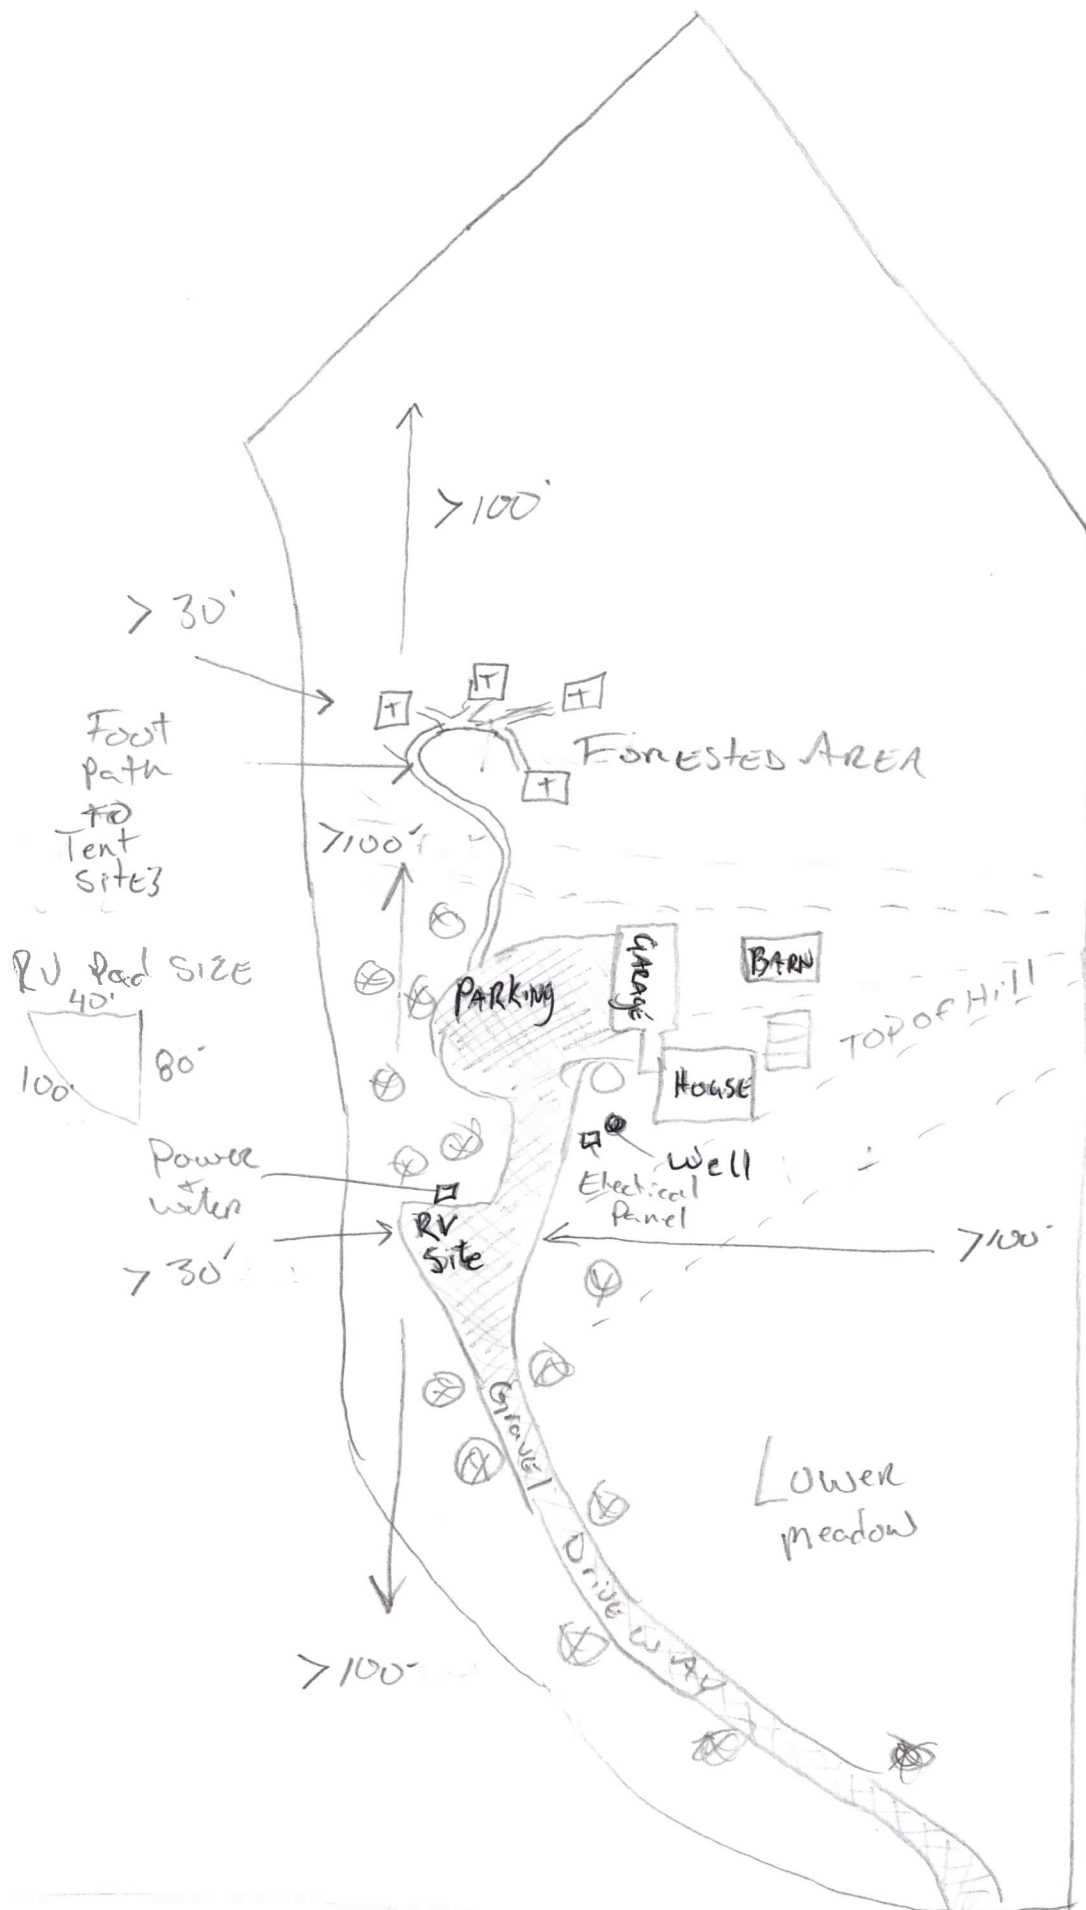 >100'
>30'
T
T
T
T
Foot
Path
to
Tent
Sites
FORESTED AREA
>100'
RV Pad SIZE
40'
80'
100'
PARKING
GARAGE
BARN
TOP OF Hill
HOUSE
Power
+
water
Well
Electrical
Panel
RV
Site
>30'
>100'
Gravel
DriveWAY
Lower
meadow
>100'